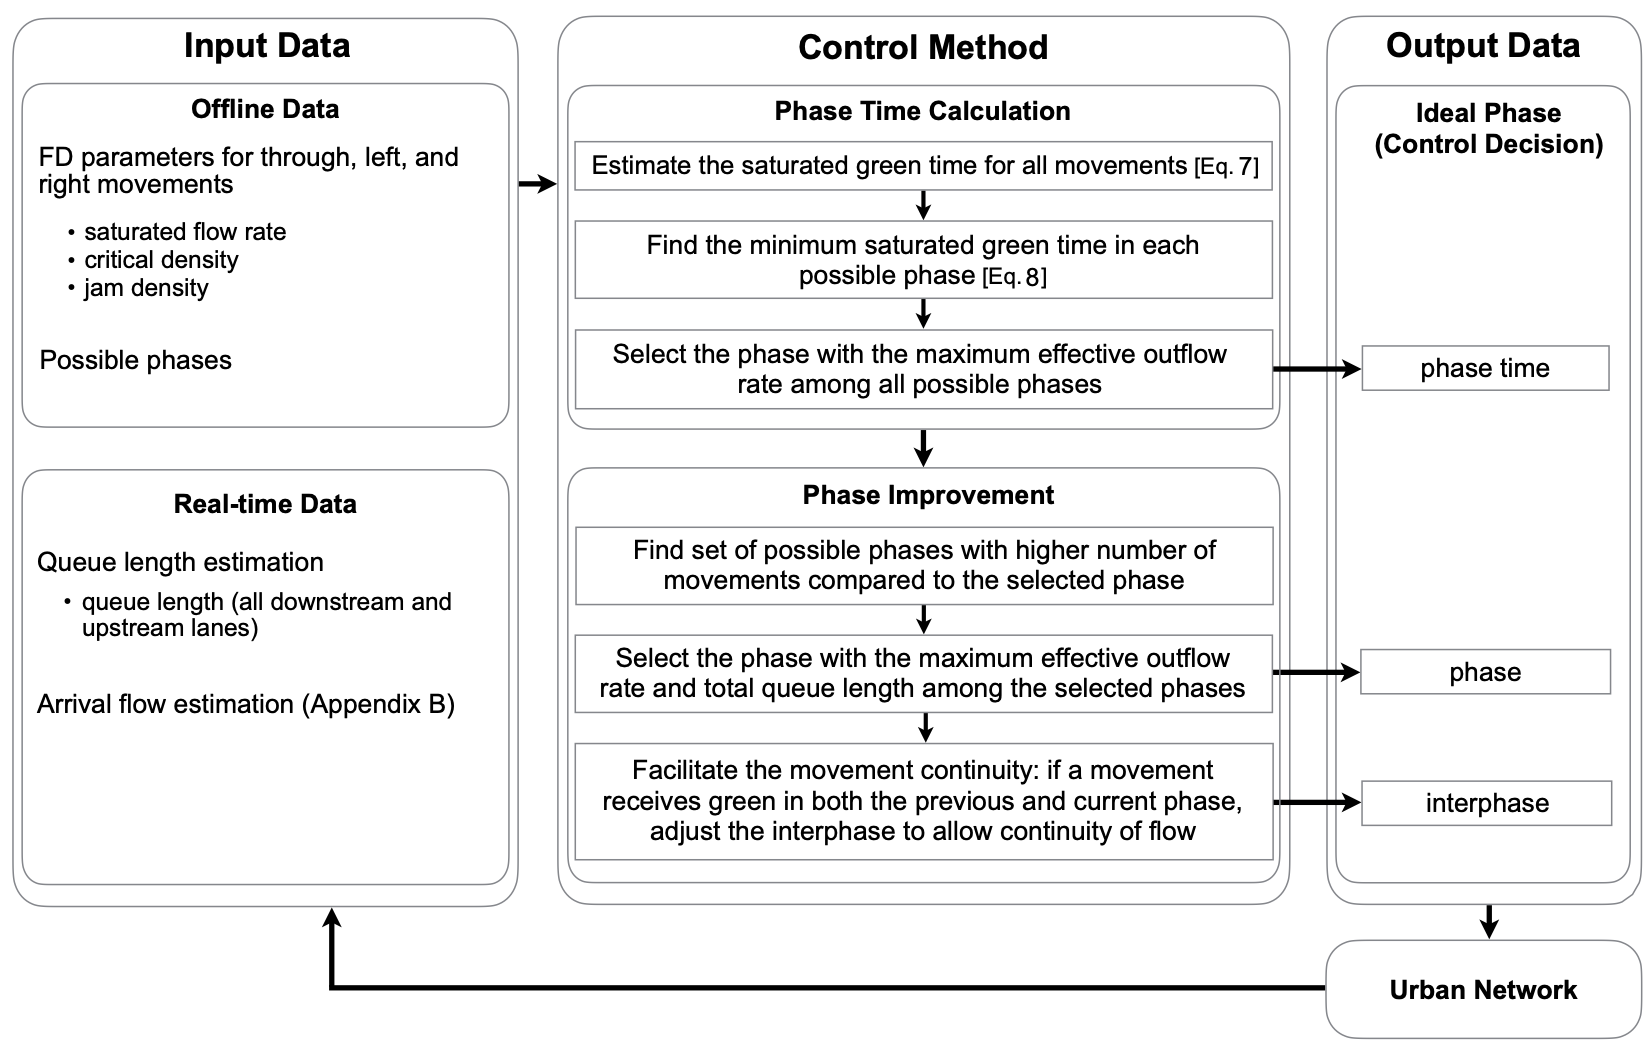 Input Data
Offline Data
FD parameters for through, left, and
right movements
• saturated flow rate
• critical density
• jam density
Possible phases
Real-time Data
Queue length estimation
• queue length (all downstream and
upstream lanes)
Arrival flow estimation (Appendix B)
Control Method
Phase Time Calculation
Estimate the saturated green time for all movements [Eq. 7]
Find the minimum saturated green time in each
possible phase [Eq. 8]
Select the phase with the maximum effective outflow
rate among all possible phases
Phase Improvement
Find set of possible phases with higher number of
movements compared to the selected phase
Select the phase with the maximum effective outflow
rate and total queue length among the selected phases
Facilitate the movement continuity: if a movement
receives green in both the previous and current phase,
adjust the interphase to allow continuity of flow
Output Data
Ideal Phase
(Control Decision)
phase time
phase
interphase
Urban Network